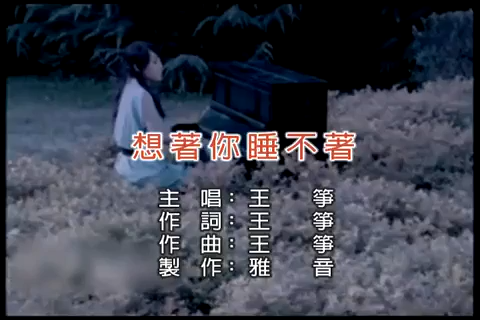 想著你睡不著
主唱：王箏
作詞：王箏
作曲：王箏
製作：雅音